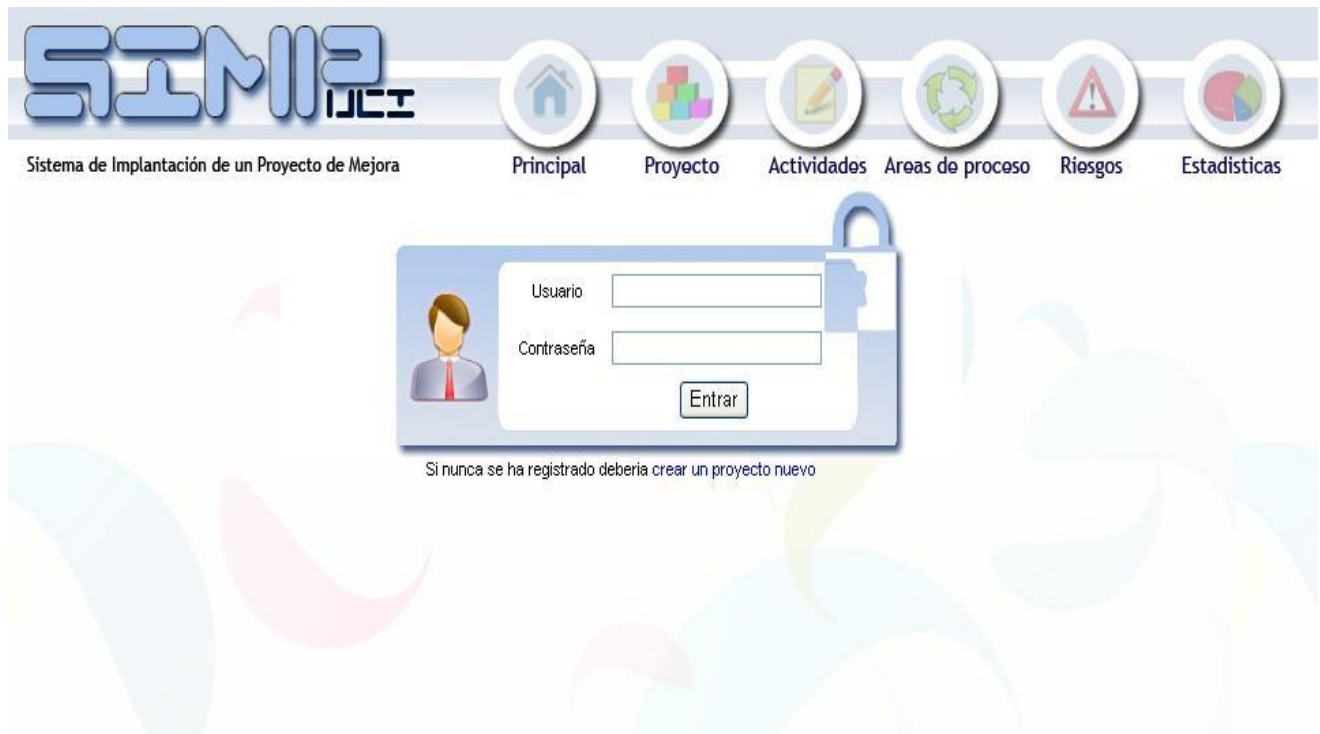 SIMP
UCI
Sistema de Implantación de un Proyecto de Mejora
Principal Proyecto Actividades Areas de proceso Riesgos Estadisticas
Usuario
Contraseña
Entrar
Si nunca se ha registrado deberia crear un proyecto nuevo